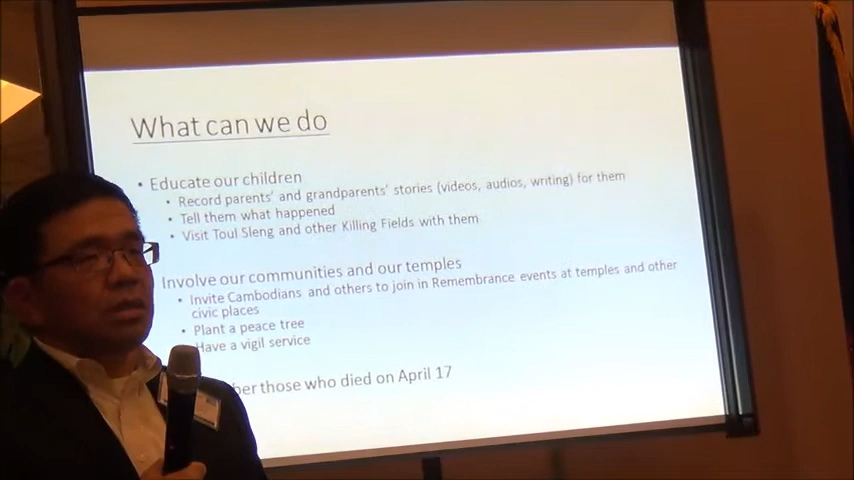 What can we do
• Educate our children
• Record parents' and grandparents' stories (videos, audios, writing) for them
• Tell them what happened
• Visit Toul Sleng and other Killing Fields with them
Involve our communities and our temples
• Invite Cambodians and others to join in Remembrance events at temples and other
civic places
• Plant a peace tree
• Have a vigil service
ber those who died on April 17